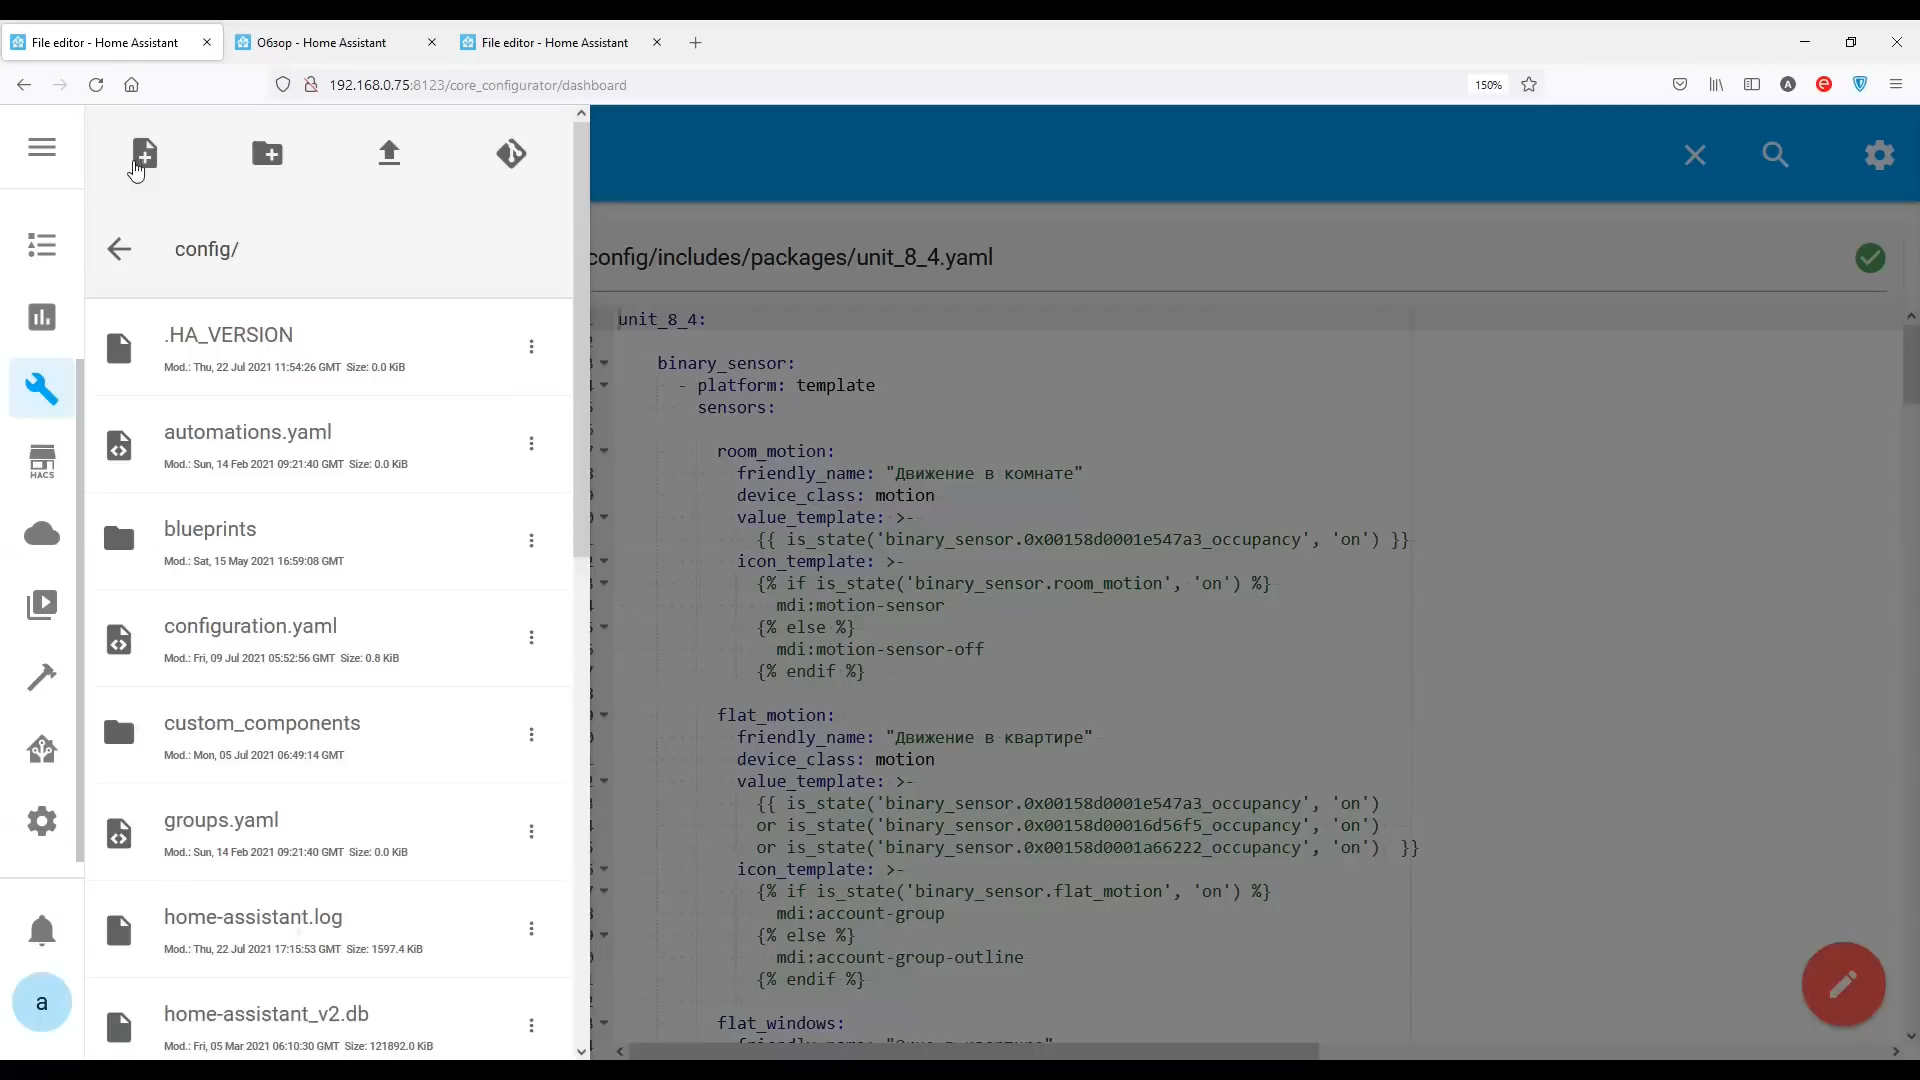 File editor - Home Assistant
Обзор - Home Assistant
File editor - Home Assistant
192.168.0.75:8123/core_configurator/dashboard
150%
A
e
config/
.HA_VERSION
Mod.: Thu, 22 Jul 2021 11:54:26 GMT Size: 0.0 KiB
automations.yaml
Mod.: Sun, 14 Feb 2021 09:21:40 GMT Size: 0.0 KiB
HACS
blueprints
Mod.: Sat, 15 May 2021 16:59:08 GMT
configuration.yaml
Mod.: Fri, 09 Jul 2021 05:52:56 GMT Size: 0.8 KiB
custom_components
Mod.: Mon, 05 Jul 2021 06:49:14 GMT
groups.yaml
Mod.: Sun, 14 Feb 2021 09:21:40 GMT Size: 0.0 KiB
home-assistant.log
Mod.: Thu, 22 Jul 2021 17:15:53 GMT Size: 1597.4 KiB
a
home-assistant_v2.db
Mod.: Fri, 05 Mar 2021 06:10:30 GMT Size: 121892.0 KiB
config/includes/packages/unit_8_4.yaml
unit_8_4:
binary_sensor:
- platform: template
sensors:
room_motion:
friendly_name: "Движение в комнате"
device_class: motion
value_template: >-
{{ is_state('binary_sensor.0x00158d0001e547a3_occupancy', 'on') }}
icon_template: >-
{% if is_state('binary_sensor.room_motion', 'on') %}
mdi:motion-sensor
{% else %}
mdi:motion-sensor-off
{% endif %}
flat_motion:
friendly_name: "Движение в квартире"
device_class: motion
value_template: >-
{{ is_state('binary_sensor.0x00158d0001e547a3_occupancy', 'on')
or is_state('binary_sensor.0x00158d00016d56f5_occupancy', 'on')
or is_state('binary_sensor.0x00158d0001a66222_occupancy', 'on') }}
icon_template: >-
{% if is_state('binary_sensor.flat_motion', 'on') %}
mdi:account-group
{% else %}
mdi:account-group-outline
{% endif %}
flat_windows: